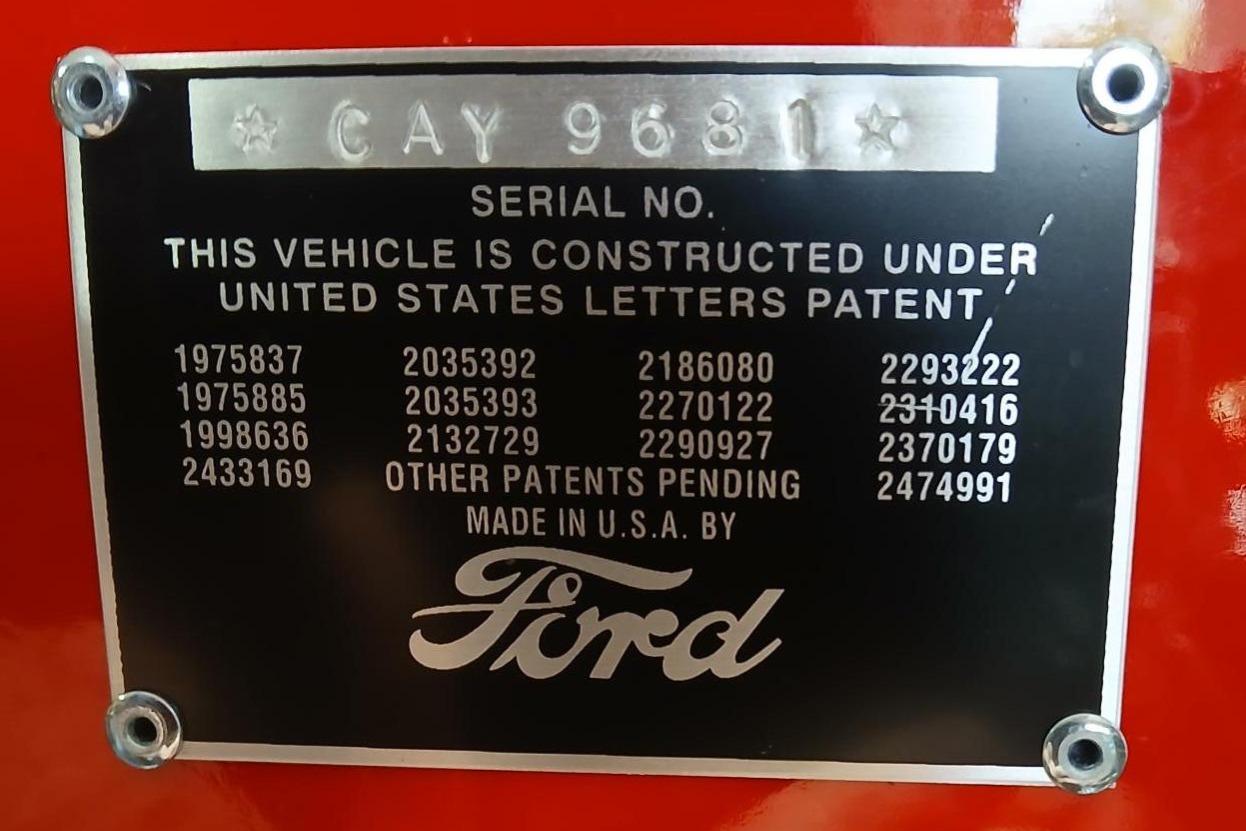 ☆ CAY 9681 ☆
SERIAL NO.
THIS VEHICLE IS CONSTRUCTED UNDER
UNITED STATES LETTERS PATENT
1975837 2035392 2186080 2293222
1975885 2035393 2270122 2310416
1998636 2132729 2290927 2370179
2433169 OTHER PATENTS PENDING 2474991
MADE IN U.S.A. BY
Ford